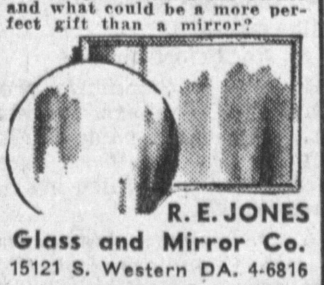 and what could be a more per-
fect gift than a mirror?
R. E. JONES
Glass and Mirror Co.
15121 S. Western DA. 4-6816